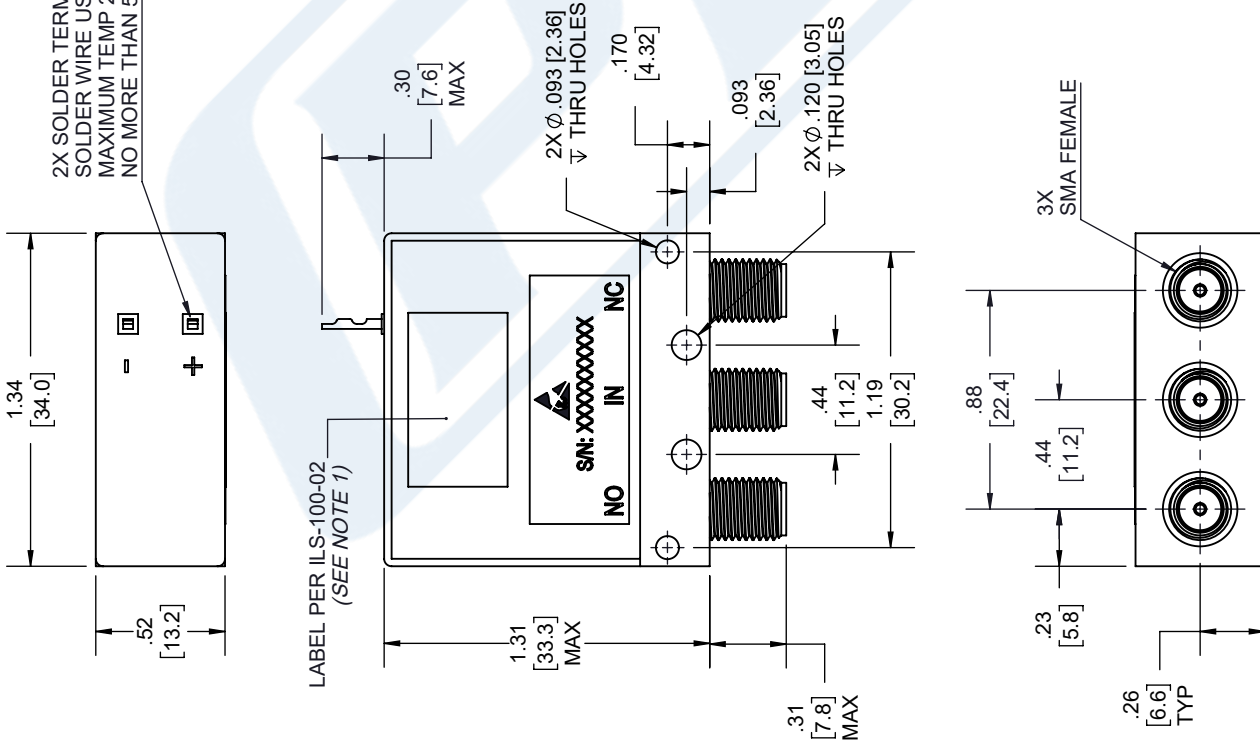 2X SOLDER
SOLDER WIRE
MAXIMUM TEMP
NO MORE THAN
1.34
[34.0]
-
+
.52
[13.2]
.30
[7.6]
MAX
LABEL PER ILS-100-02
(SEE NOTE 1)
2X Ø.093 [2.36]
↧ THRU HOLES
.170
[4.32]
.093
[2.36]
2X Ø.120 [3.05]
↧ THRU HOLES
S/N: XXXXXXXXX
NO IN NC
1.31
[33.3]
MAX
.31
[7.8]
MAX
.44
[11.2]
1.19
[30.2]
3X
SMA FEMALE
.88
[22.4]
.44
[11.2]
.23
[5.8]
.26
[6.6]
TYP